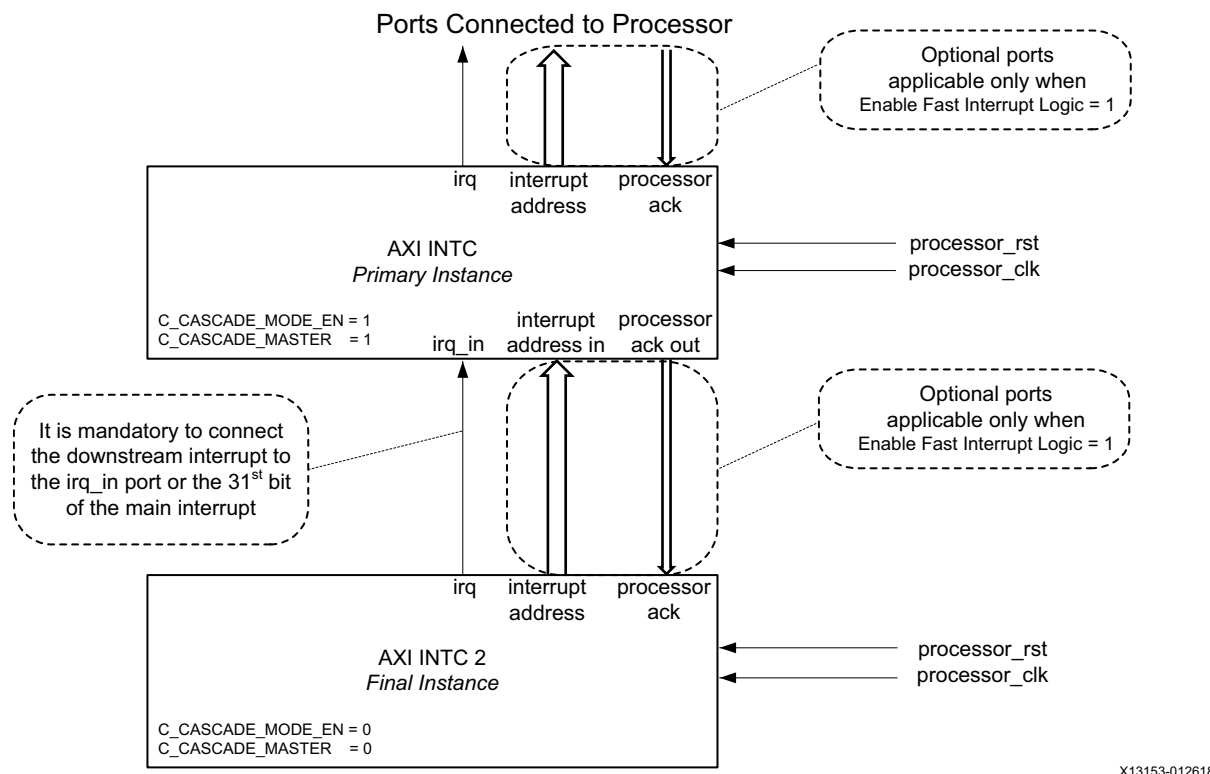 Ports Connected to Processor
Optional ports
applicable only when
Enable Fast Interrupt Logic = 1
irq
interrupt
address
processor
ack
AXI INTC
Primary Instance
processor_rst
processor_clk
C_CASCADE_MODE_EN = 1
C_CASCADE_MASTER = 1
irq_in
interrupt
address in
processor
ack out
It is mandatory to connect
the downstream interrupt to
the irq_in port or the 31st bit
of the main interrupt
Optional ports
applicable only when
Enable Fast Interrupt Logic = 1
irq
interrupt
address
processor
ack
AXI INTC 2
Final Instance
processor_rst
processor_clk
C_CASCADE_MODE_EN = 0
C_CASCADE_MASTER = 0
X13153-012618